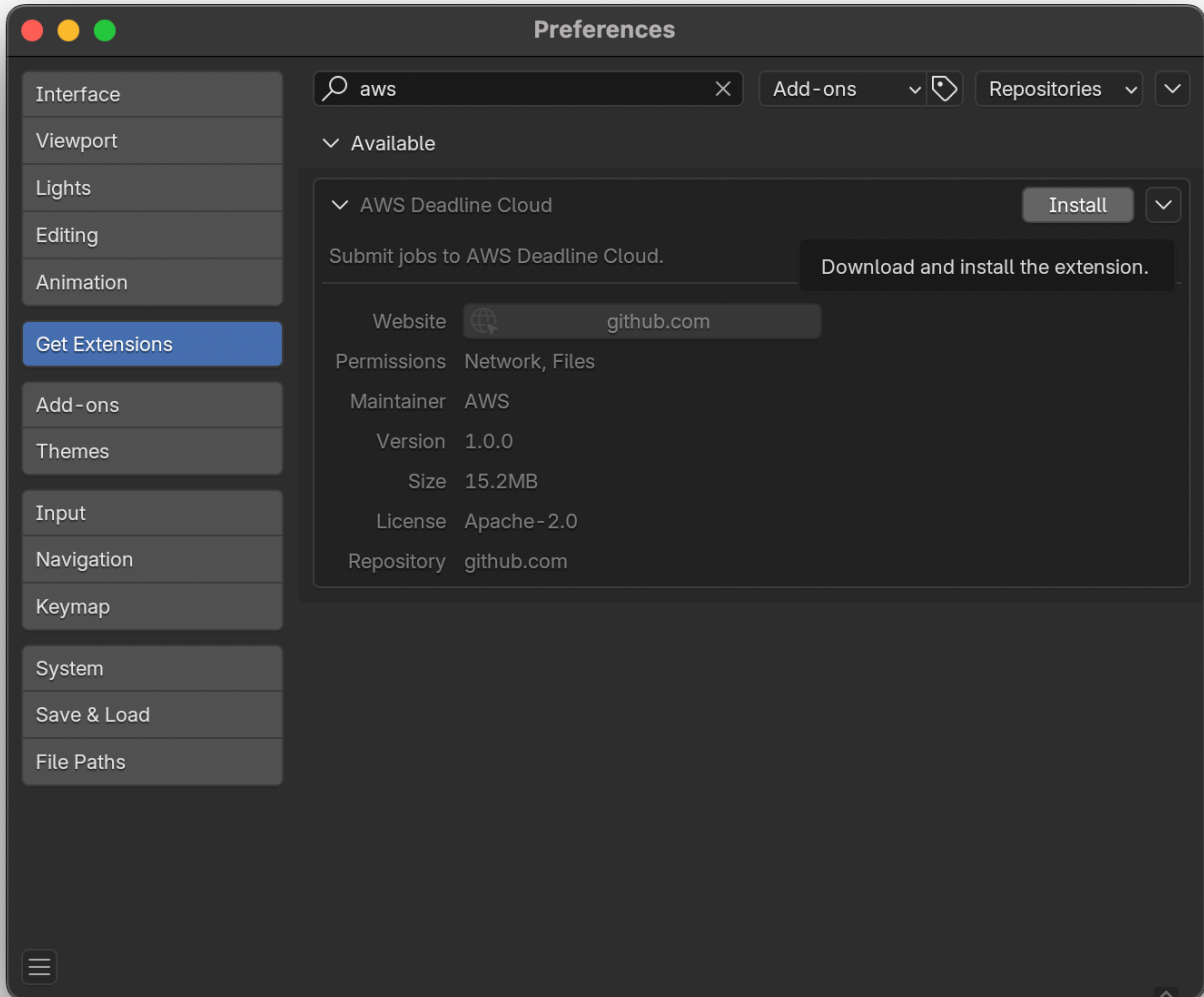 Preferences
Interface
Viewport
Lights
Editing
Animation
Get Extensions
Add-ons
Themes
Input
Navigation
Keymap
System
Save & Load
File Paths
aws
Add-ons
Repositories
Available
AWS Deadline Cloud
Install
Submit jobs to AWS Deadline Cloud.
Download and install the extension.
Website github.com
Permissions Network, Files
Maintainer AWS
Version 1.0.0
Size 15.2MB
License Apache-2.0
Repository github.com